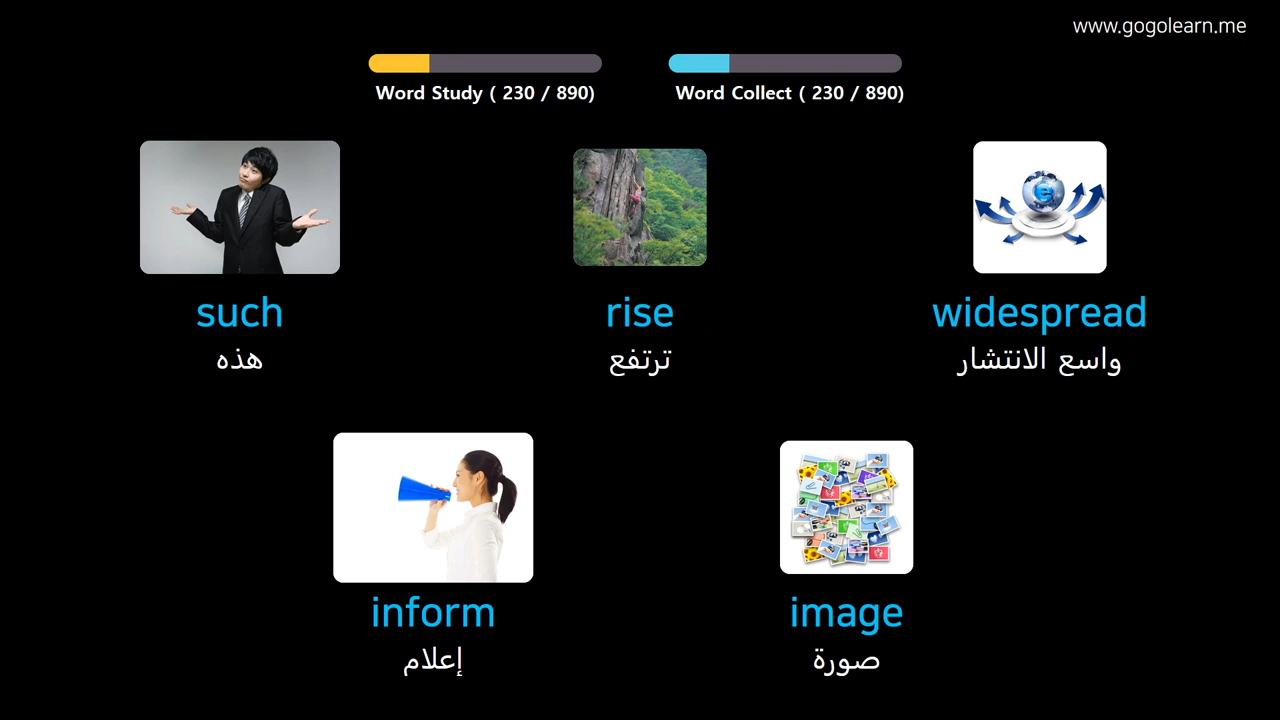 www.gogolearn.me
Word Study ( 230 / 890)
Word Collect ( 230 / 890)
such
هذه
rise
ترتفع
widespread
واسع الانتشار
inform
إعلام
image
صورة